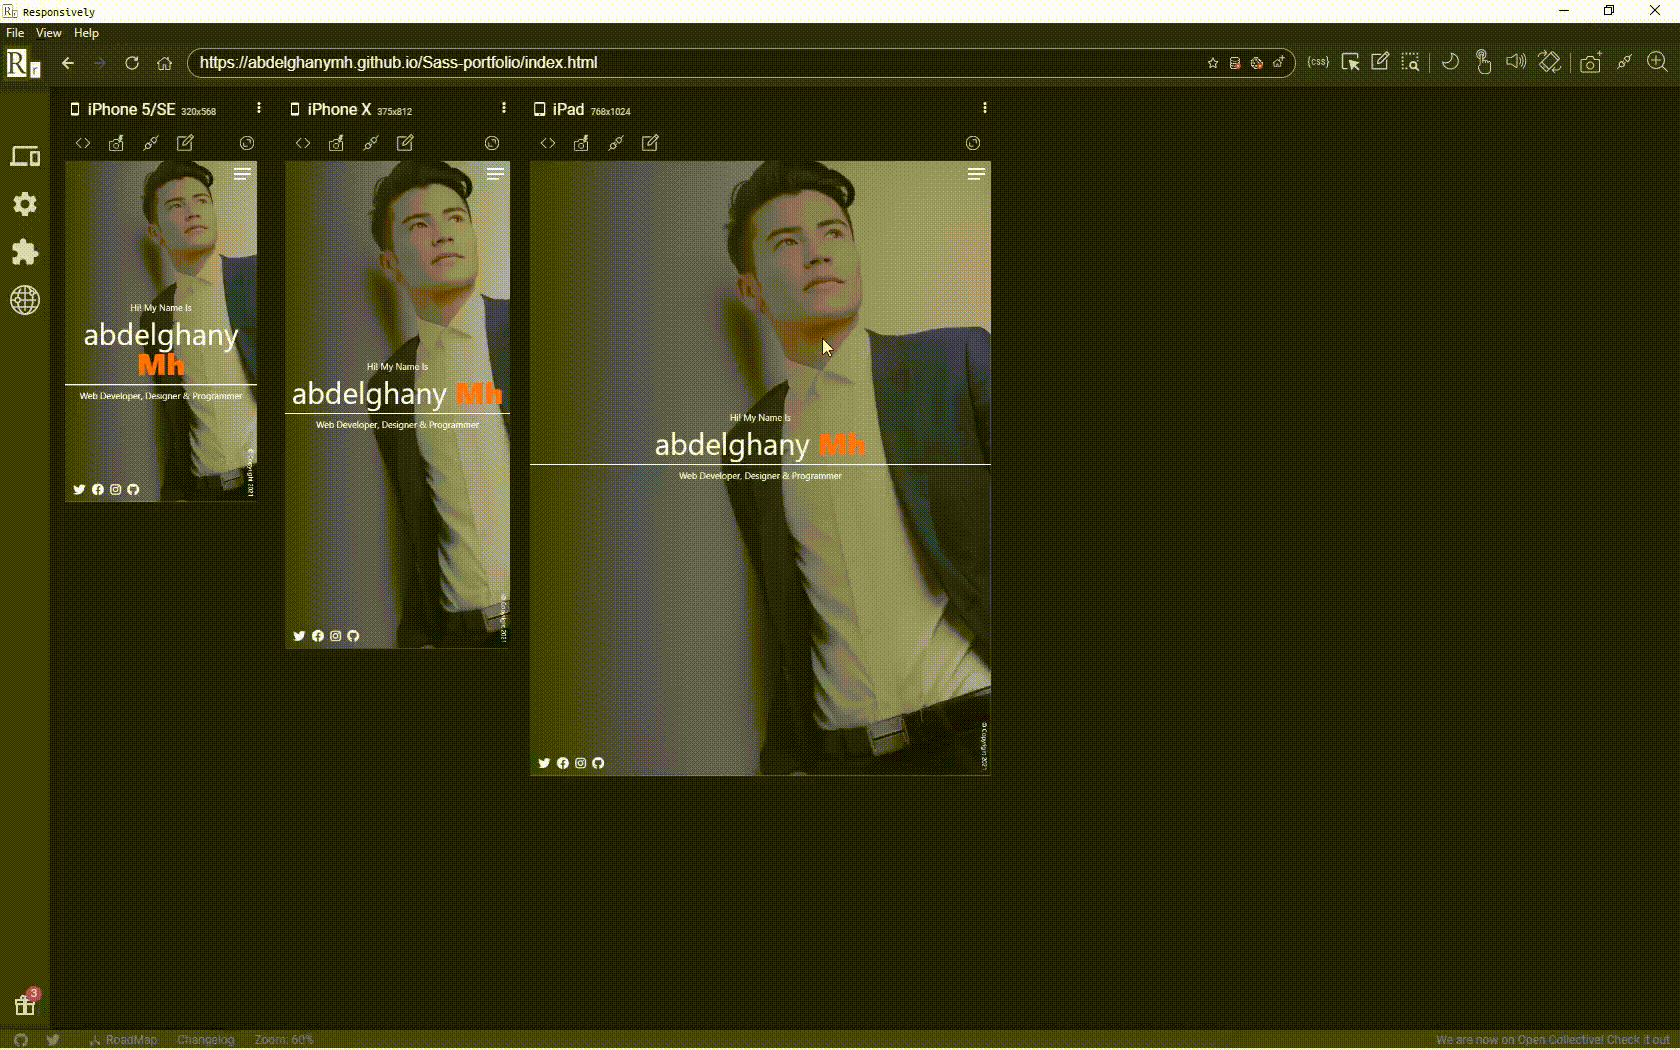 Responsively
File View Help
Rr
https://abdelghanymh.github.io/Sass-portfolio/index.html
{css}
iPhone 5/SE 320x568
iPhone X 375x812
iPad 768x1024
Hi! My Name Is
abdelghany
Mh
Web Developer, Designer & Programmer
© Copyright 2021
Hi! My Name Is
abdelghany Mh
Web Developer, Designer & Programmer
© Copyright 2021
Hi! My Name Is
abdelghany Mh
Web Developer, Designer & Programmer
© Copyright 2021
3
RoadMap Changelog Zoom: 60%
We are now on Open Collective! Check it out